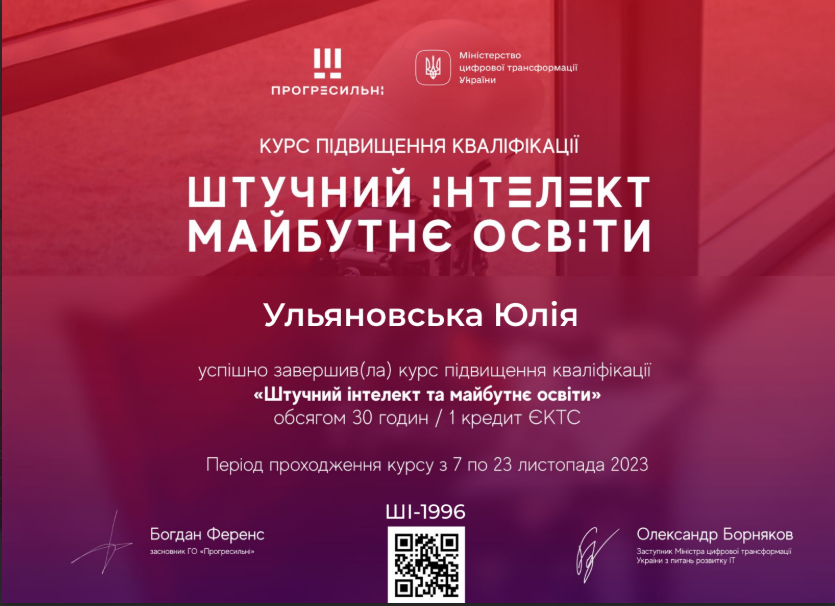 ПРОГРЕСИЛЬНІ
Міністерство
цифрової трансформації
України
КУРС ПІДВИЩЕННЯ КВАЛІФІКАЦІЇ
ШТУЧНИЙ ІНТЕЛЕКТ
МАЙБУТНЄ ОСВІТИ
Ульяновська Юлія
успішно завершив(ла) курс підвищення кваліфікації
«Штучний інтелект та майбутнє освіти»
обсягом 30 годин / 1 кредит ЄКТС
Період проходження курсу з 7 по 23 листопада 2023
ШІ-1996
Богдан Ференс
засновник ГО «Прогресильні»
Олександр Борняков
Заступник Міністра цифрової трансформації
України з питань розвитку ІТ